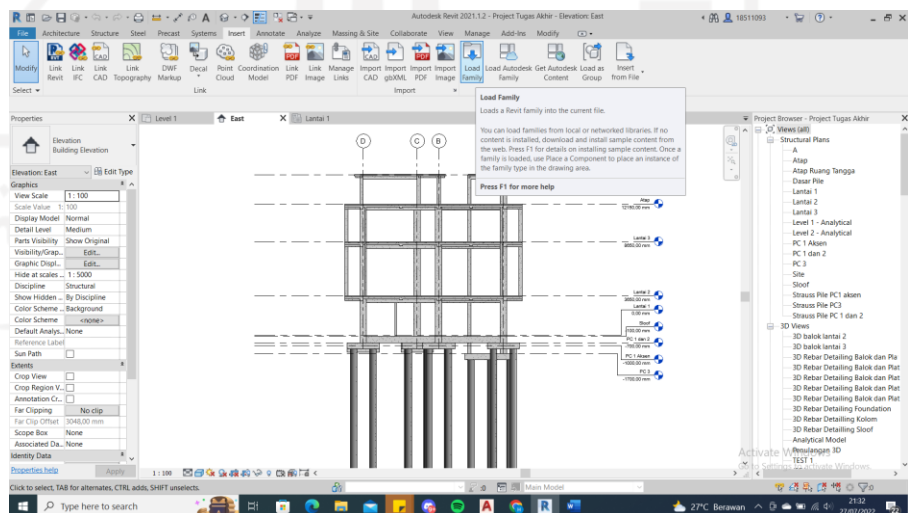 Autodesk Revit 2021.1.2 - Project Tugas Akhir - Elevation: East
18511093
File Architecture Structure Steel Precast Systems Insert Annotate Analyze Massing & Site Collaborate View Manage Add-Ins Modify
Modify
Link Revit
Link IFC
Link CAD
Link Topography
DWF Markup
Decal
Point Cloud
Coordination Model
Link PDF
Link Image
Manage Links
Import CAD
Import gbXML
Import PDF
Import Image
Load Family
Load Autodesk Family
Get Autodesk Content
Load as Group
Insert from File
Select
Link
Import
Load Family
Loads a Revit family into the current file.
You can load families from local or networked libraries. If no
content is installed, download and install sample content from
the web. Press F1 for details on installing sample content. Once a
family is loaded, use Place a Component to place an instance of
the family type in the drawing area.
Press F1 for more help
Properties
Elevation
Building Elevation
Elevation: East
Edit Type
Graphics
View Scale 1 : 100
Scale Value 1: 100
Display Model Normal
Detail Level Medium
Parts Visibility Show Original
Visibility/Grap... Edit...
Graphic Displ... Edit...
Hide at scales ... 1 : 5000
Discipline Structural
Show Hidden ... By Discipline
Color Scheme ... Background
Color Scheme <none>
Default Analys... None
Reference Label
Sun Path
Extents
Crop View
Crop Region V...
Annotation Cr...
Far Clipping No clip
Far Clip Offset 3048,00 mm
Scope Box None
Associated Da... None
Identity Data
Properties help
Apply
Level 1
East
Lantai 1
D
C
B
Atap
Lantai 3
Lantai 2
Lantai 1
0.00 mm
Sloof
PC 1 dan 2
PC 1 Aksen
PC 3
1 : 100
Project Browser - Project Tugas Akhir
Views (all)
Structural Plans
A
Atap
Atap Ruang Tangga
Dasar Pile
Lantai 1
Lantai 2
Lantai 3
Level 1 - Analytical
Level 2 - Analytical
PC 1 Aksen
PC 1 dan 2
PC 3
Site
Sloof
Strauss Pile PC1 aksen
Strauss Pile PC3
Strauss Pile PC 1 dan 2
3D Views
3D balok lantai 2
3D balok lantai 3
3D Rebar Detailing Balok dan Pla
3D Rebar Detailing Balok dan Plat
3D Rebar Detailing Balok dan Plat
3D Rebar Detailing Balok dan Plat
3D Rebar Detailling Foundation
3D Rebar Detailling Kolom
3D Rebar Detailling Sloof
Analytical Model
Penulangan 3D
TEST 1
Activate Windows
Go to Settings to activate Windows.
Click to select, TAB for alternates, CTRL adds, SHIFT unselects.
:0
Main Model
:0
Type here to search
27°C Berawan
21:32
27/07/2022
22